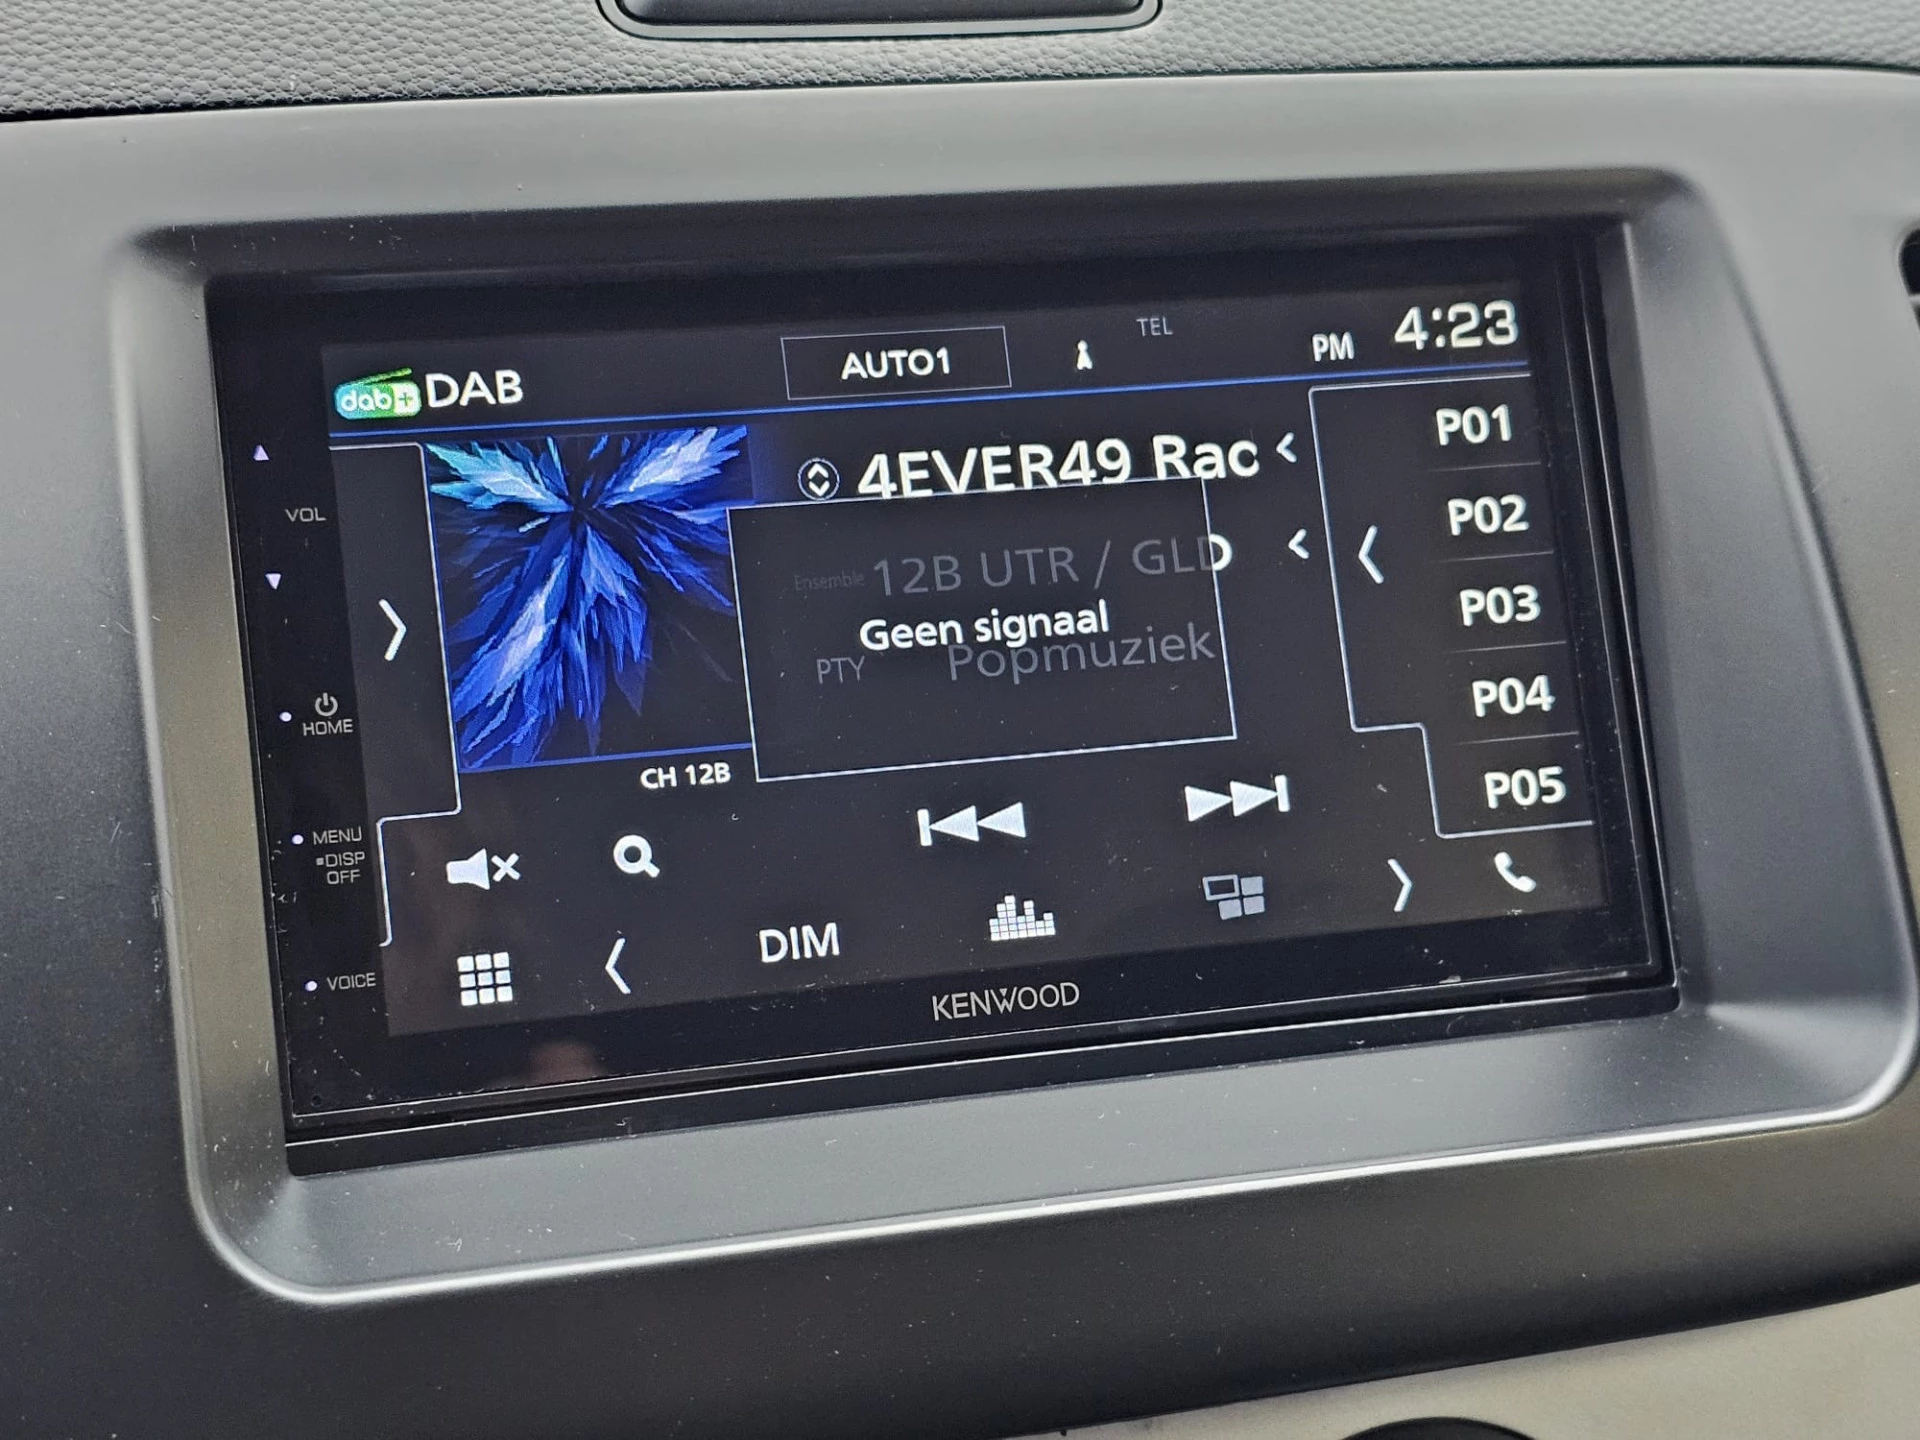 dab+ DAB
AUTO1
TEL
PM 4:23
VOL
4EVER49 Rac
Ensemble 12B UTR / GLD
Geen signaal
PTY Popmuziek
CH 12B
P01
P02
P03
P04
P05
HOME
MENU
DISP
OFF
VOICE
DIM
KENWOOD